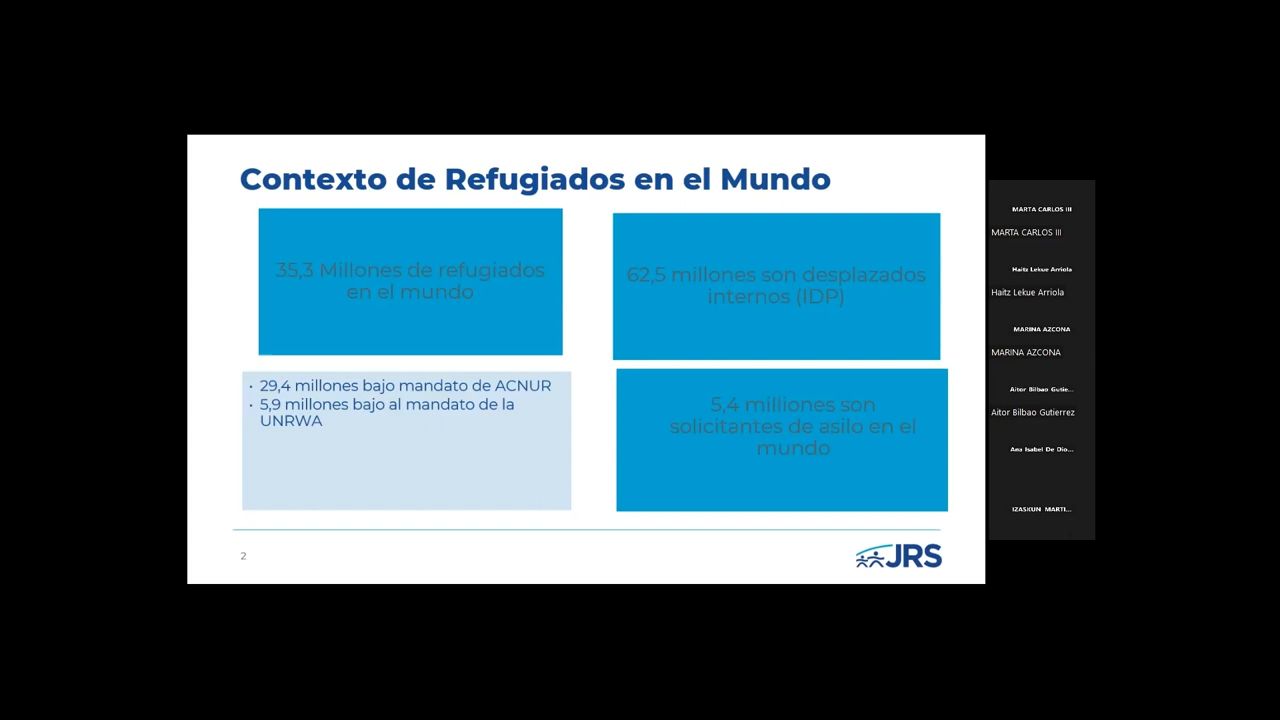 Contexto de Refugiados en el Mundo
35,3 Millones de refugiados
en el mundo
62,5 millones son desplazados
internos (IDP)
• 29,4 millones bajo mandato de ACNUR
• 5,9 millones bajo al mandato de la
UNRWA
5,4 milliones son
solicitantes de asilo en el
mundo
2
JRS
MARTA CARLOS III
MARTA CARLOS III
Haitz Lekue Arriola
Haitz Lekue Arriola
MARINA AZCONA
MARINA AZCONA
Aitor Bilbao Gutie...
Aitor Bilbao Gutierrez
Ana Isabel De Dio...
IZASKUN MARTI...